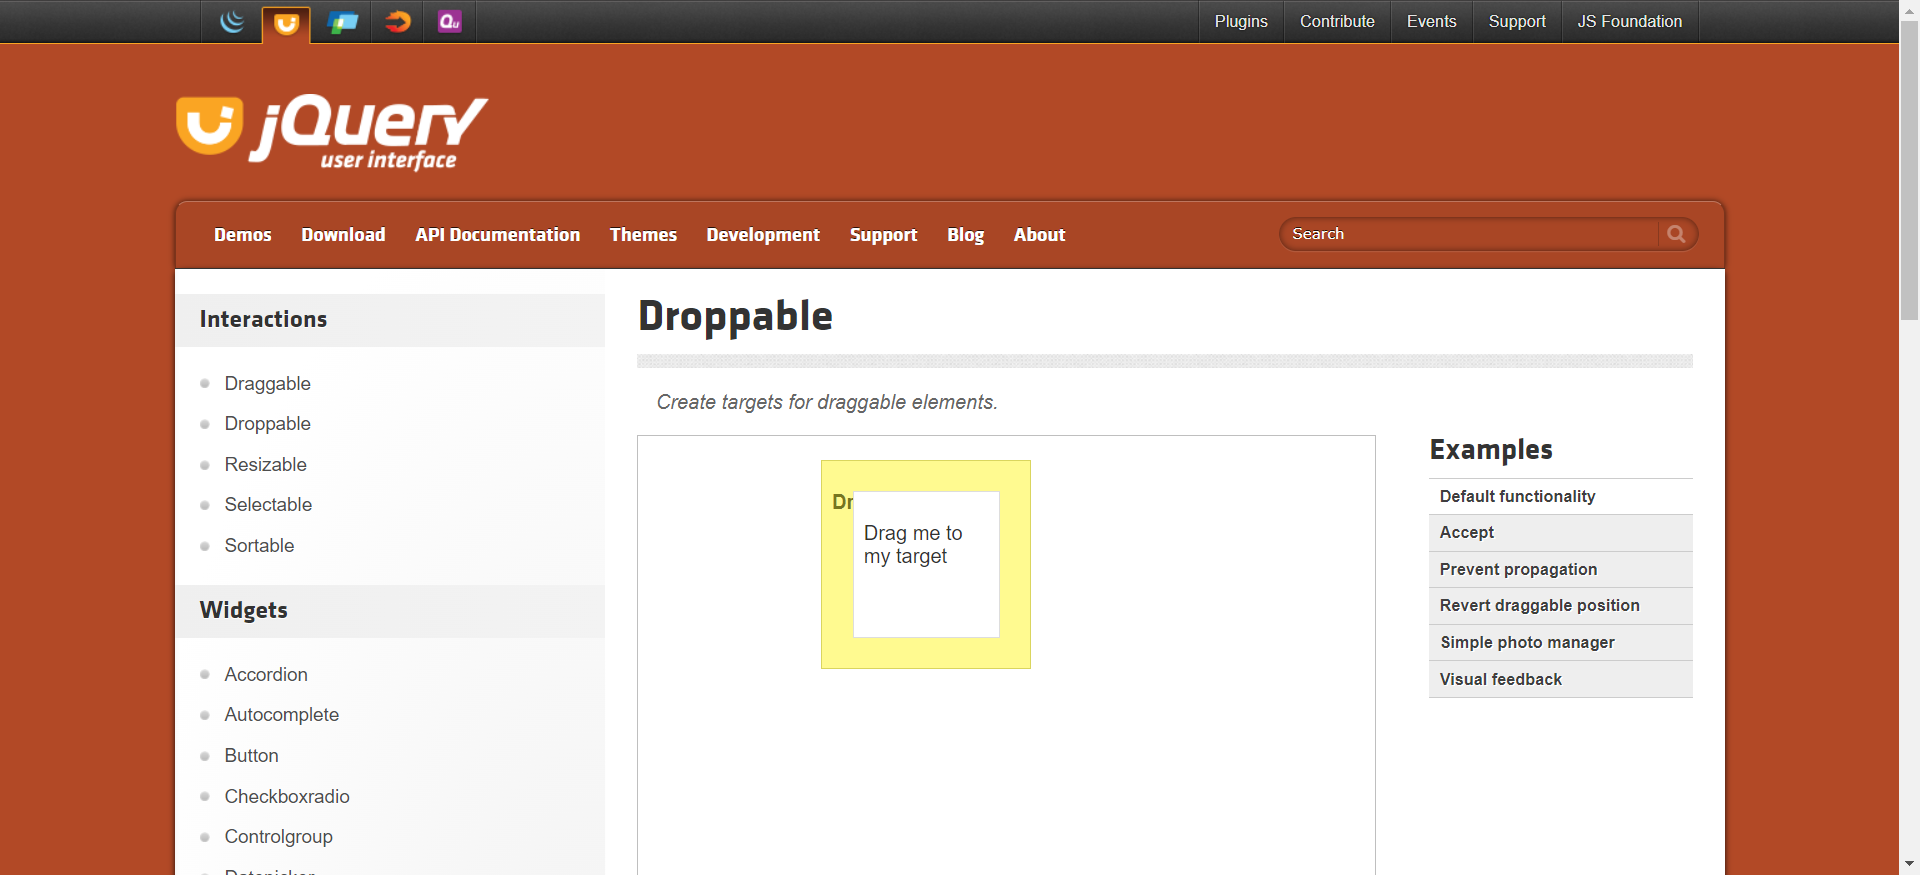 Qu
Plugins Contribute Events Support JS Foundation
jQuery
user interface
Demos Download API Documentation Themes Development Support Blog About Search
Interactions
Draggable
Droppable
Resizable
Selectable
Sortable
Widgets
Accordion
Autocomplete
Button
Checkboxradio
Controlgroup
Datepicker
Droppable
Create targets for draggable elements.
Dr
Drag me to
my target
Examples
Default functionality
Accept
Prevent propagation
Revert draggable position
Simple photo manager
Visual feedback